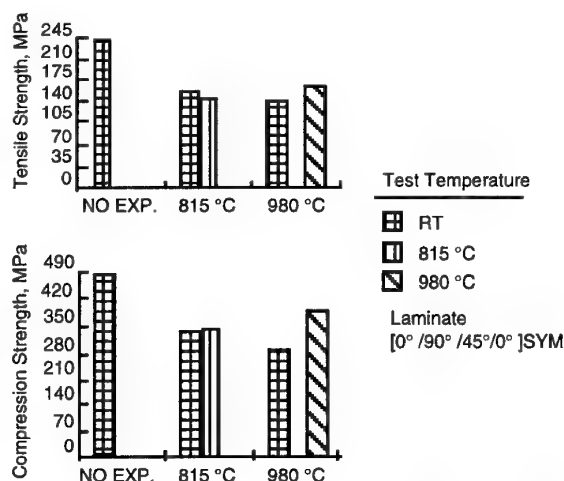 Tensile Strength, MPa
245
210
175
140
105
70
35
0
NO EXP.
815 °C
980 °C
Compression Strength, MPa
490
420
350
280
210
140
70
0
NO EXP.
815 °C
980 °C
Test Temperature
RT
815 °C
980 °C
Laminate
[0° /90° /45°/0° ]SYM